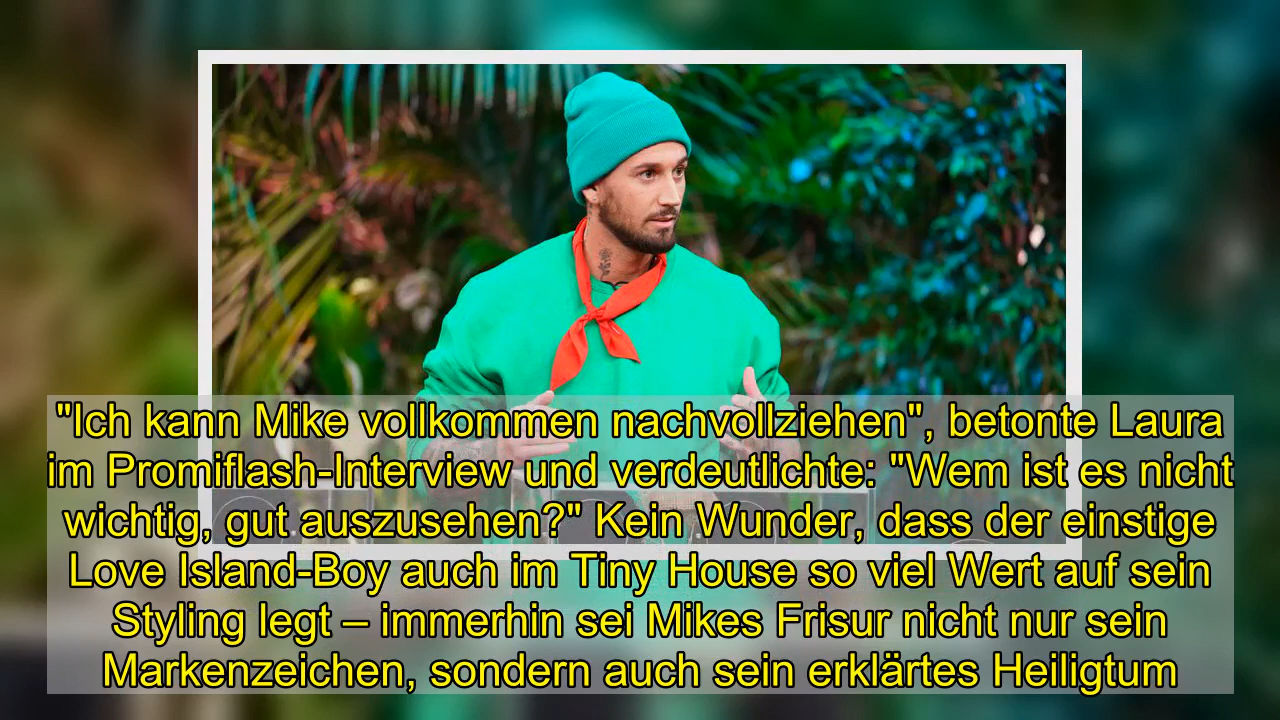 "Ich kann Mike vollkommen nachvollziehen", betonte Laura
im Promiflash-Interview und verdeutlichte: "Wem ist es nicht
wichtig, gut auszusehen?" Kein Wunder, dass der einstige
Love Island-Boy auch im Tiny House so viel Wert auf sein
Styling legt – immerhin sei Mikes Frisur nicht nur sein
Markenzeichen, sondern auch sein erklärtes Heiligtum